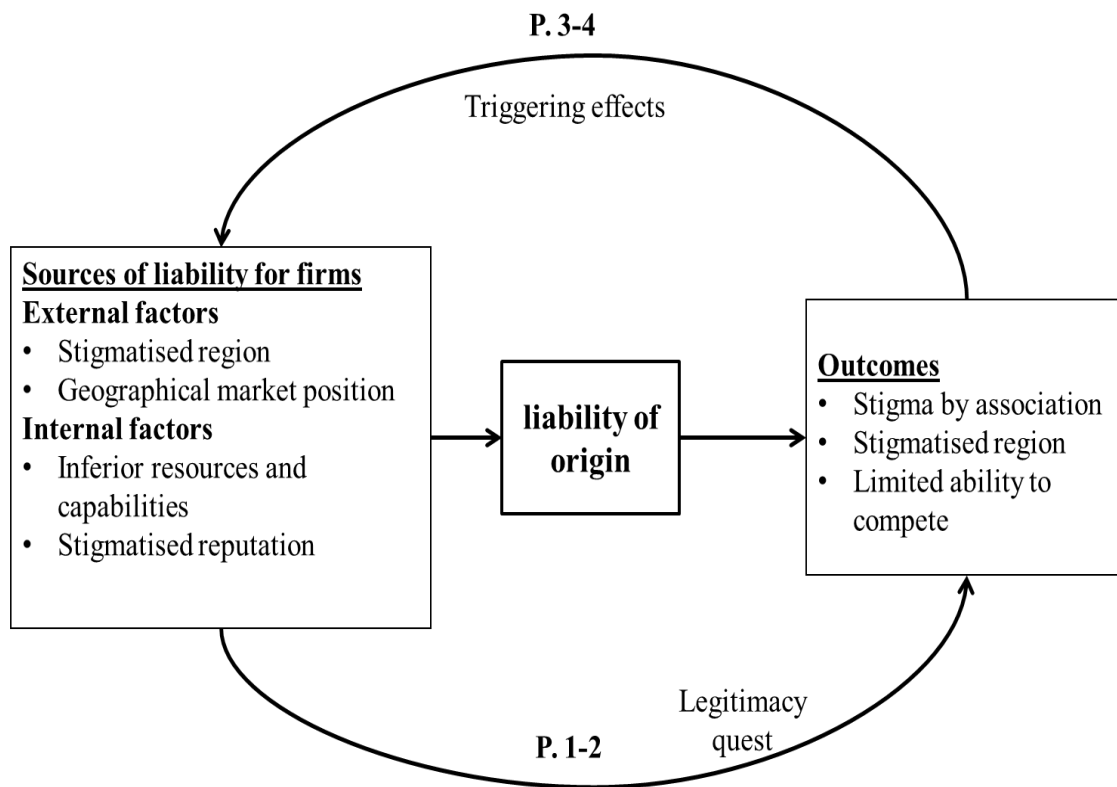 P. 3-4
Triggering effects
Sources of liability for firms
External factors
• Stigmatised region
• Geographical market position
Internal factors
• Inferior resources and
capabilities
• Stigmatised reputation
liability of
origin
Outcomes
• Stigma by association
• Stigmatised region
• Limited ability to
compete
Legitimacy
quest
P. 1-2